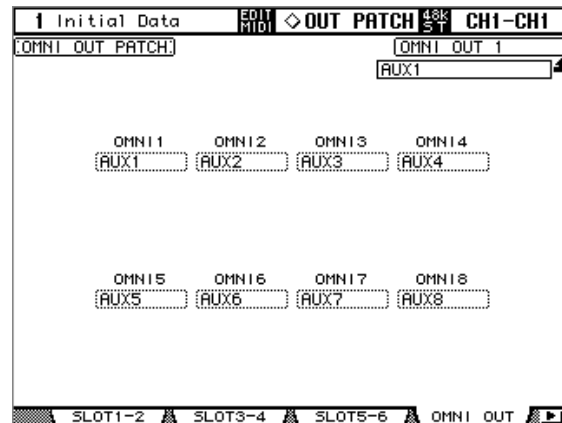 1 Initial Data EDIT MIDI ◇OUT PATCH 48k ST CH1-CH1
OMNI OUT PATCH OMNI OUT 1
AUX1
OMNI1 OMNI2 OMNI3 OMNI4
AUX1 AUX2 AUX3 AUX4
OMNI5 OMNI6 OMNI7 OMNI8
AUX5 AUX6 AUX7 AUX8
SLOT1-2 SLOT3-4 SLOT5-6 OMNI OUT